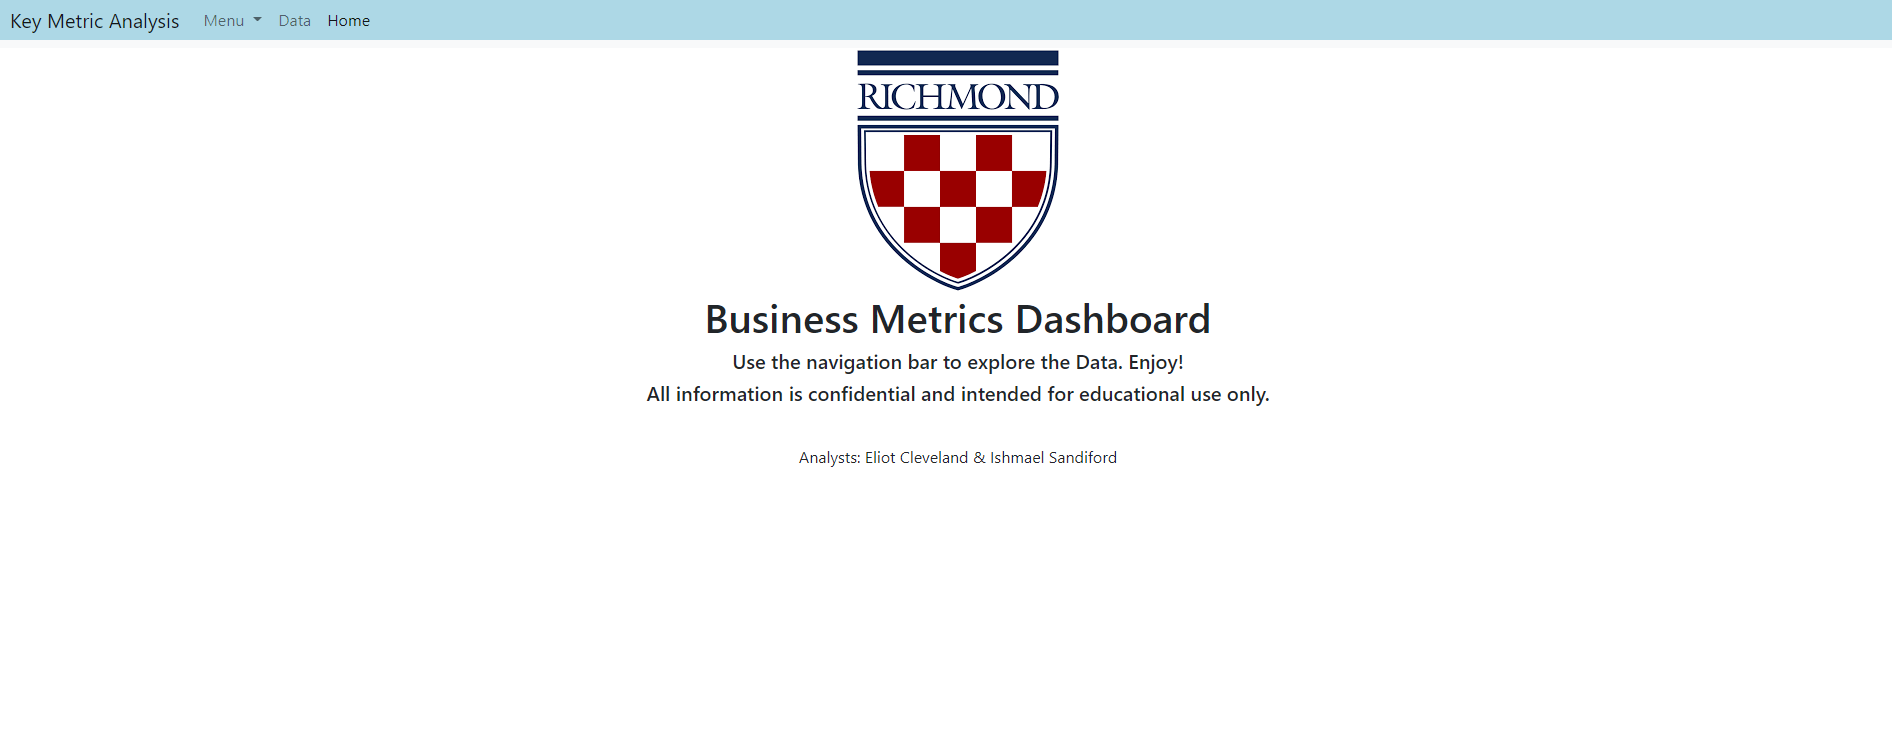 Key Metric Analysis Menu Data Home
RICHMOND
Business Metrics Dashboard
Use the navigation bar to explore the Data. Enjoy!
All information is confidential and intended for educational use only.
Analysts: Eliot Cleveland & Ishmael Sandiford